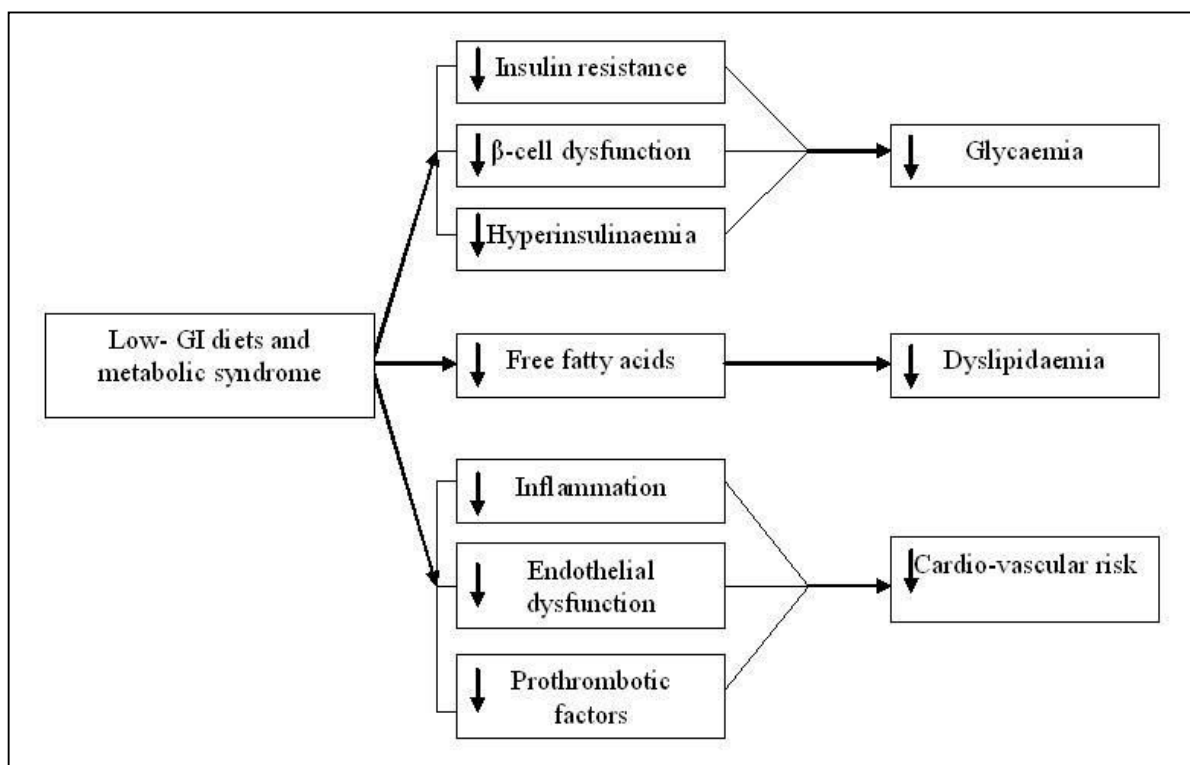 Insulin resistance
β-cell dysfunction
Glycaemia
Hyperinsulinaemia
Low- GI diets and
metabolic syndrome
Free fatty acids
Dyslipidaemia
Inflammation
Endothelial
dysfunction
Cardio-vascular risk
Prothrombotic
factors